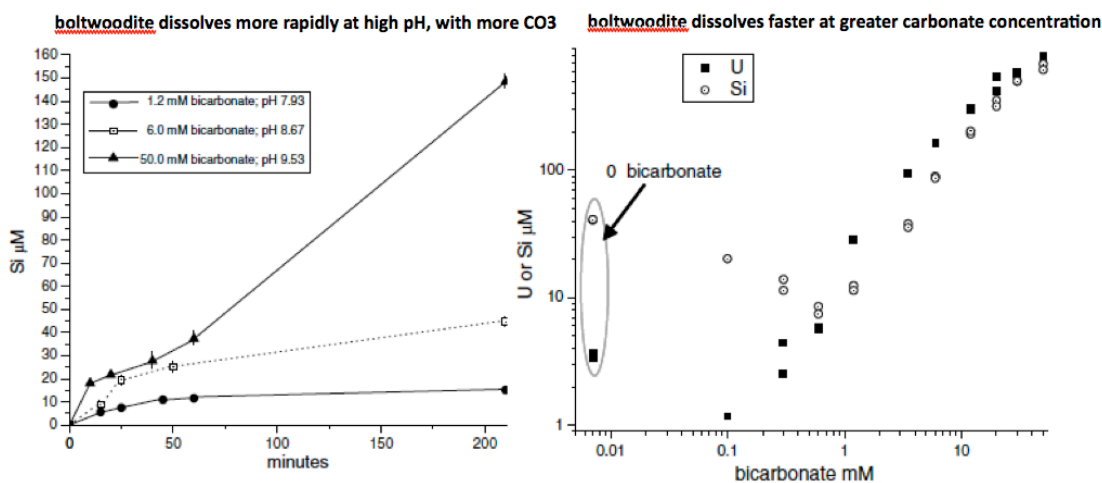 boltwoodite dissolves more rapidly at high pH, with more CO3
160
150
140
130
120
110
100
90
80
70
60
50
40
30
20
10
0
Si µM
1.2 mM bicarbonate; pH 7.93
6.0 mM bicarbonate; pH 8.67
50.0 mM bicarbonate; pH 9.53
0
50
100
150
200
minutes
boltwoodite dissolves faster at greater carbonate concentration
U
Si
0 bicarbonate
100
10
1
U or Si µM
0.01
0.1
1
10
bicarbonate mM